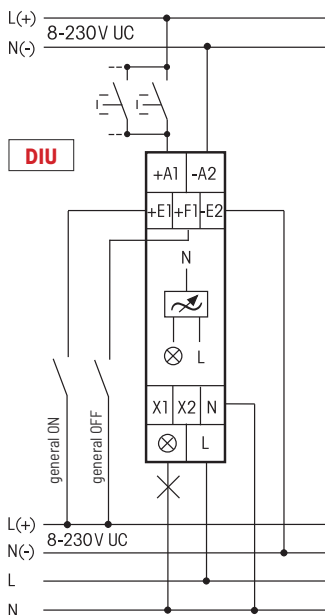 L(+)
8-230V UC
N(-)
DIU
+A1 -A2
+E1 +F1 -E2
N
L
X1 X2 N
L
general ON
general OFF
L(+)
8-230V UC
N(-)
L
N